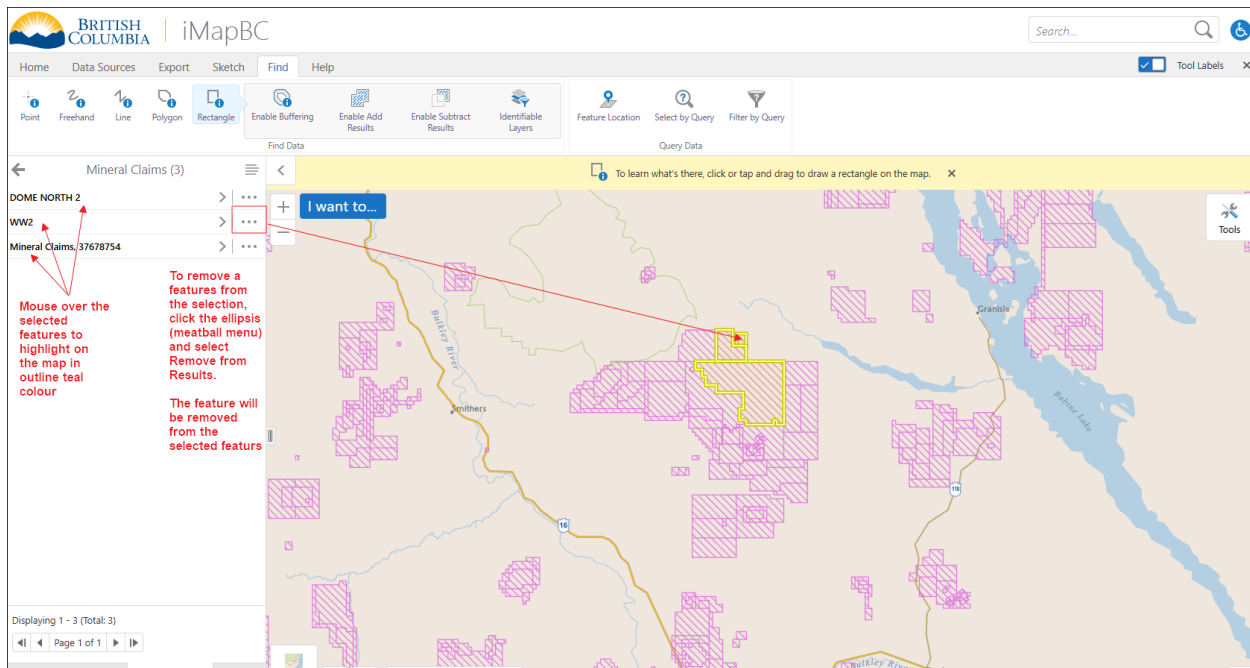 BRITISH
COLUMBIA
iMapBC
Search...
Home
Data Sources
Export
Sketch
Find
Help
Tool Labels
Point
Freehand
Line
Polygon
Rectangle
Enable Buffering
Enable Add
Results
Enable Subtract
Results
Identifiable
Layers
Feature Location
Select by Query
Filter by Query
Find Data
Query Data
Mineral Claims (3)
To learn what's there, click or tap and drag to draw a rectangle on the map.
DOME NORTH 2
WW2
Mineral Claims, 37678754
I want to...
Tools
Mouse over the
selected
features to
highlight on
the map in
outline teal
colour
To remove a
features from
the selection,
click the ellipsis
(meatball menu)
and select
Remove from
Results.
The feature will
be removed
from the
selected featurs
Bulkley River
Smithers
Granisle
Babine Lake
118
16
Bulkley River
Displaying 1 - 3 (Total: 3)
Page 1 of 1